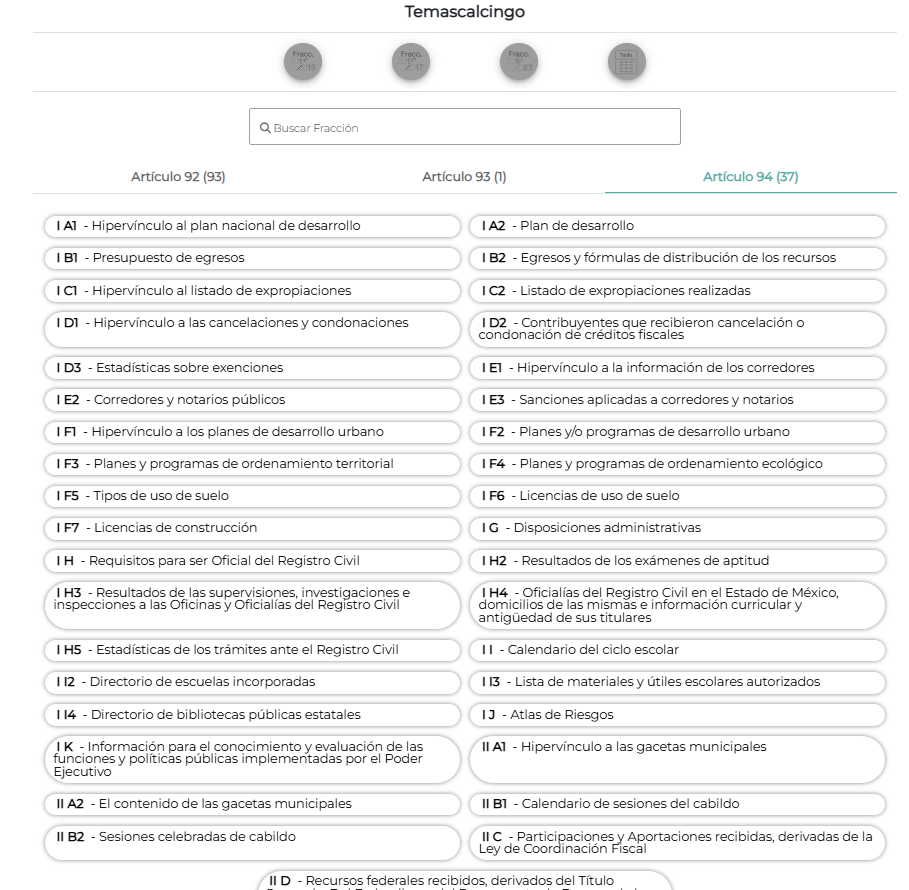 Temascalcingo
Fracc. 15
Fracc. 17
Fracc. 23
Tabla
Buscar Fracción
Artículo 92 (93)
Artículo 93 (1)
Artículo 94 (37)
I A1 - Hipervínculo al plan nacional de desarrollo
I A2 - Plan de desarrollo
I B1 - Presupuesto de egresos
I B2 - Egresos y fórmulas de distribución de los recursos
I C1 - Hipervínculo al listado de expropiaciones
I C2 - Listado de expropiaciones realizadas
I D1 - Hipervínculo a las cancelaciones y condonaciones
I D2 - Contribuyentes que recibieron cancelación o
condonación de créditos fiscales
I D3 - Estadísticas sobre exenciones
I E1 - Hipervínculo a la información de los corredores
I E2 - Corredores y notarios públicos
I E3 - Sanciones aplicadas a corredores y notarios
I F1 - Hipervínculo a los planes de desarrollo urbano
I F2 - Planes y/o programas de desarrollo urbano
I F3 - Planes y programas de ordenamiento territorial
I F4 - Planes y programas de ordenamiento ecológico
I F5 - Tipos de uso de suelo
I F6 - Licencias de uso de suelo
I F7 - Licencias de construcción
I G - Disposiciones administrativas
I H - Requisitos para ser Oficial del Registro Civil
I H2 - Resultados de los exámenes de aptitud
I H3 - Resultados de las supervisiones, investigaciones e
inspecciones a las Oficinas y Oficialías del Registro Civil
I H4 - Oficialías del Registro Civil en el Estado de México,
domicilios de las mismas e información curricular y
antigüedad de sus titulares
I H5 - Estadísticas de los trámites ante el Registro Civil
I I - Calendario del ciclo escolar
I I2 - Directorio de escuelas incorporadas
I I3 - Lista de materiales y útiles escolares autorizados
I I4 - Directorio de bibliotecas públicas estatales
I J - Atlas de Riesgos
I K - Información para el conocimiento y evaluación de las
funciones y políticas públicas implementadas por el Poder
Ejecutivo
II A1 - Hipervínculo a las gacetas municipales
II A2 - El contenido de las gacetas municipales
II B1 - Calendario de sesiones del cabildo
II B2 - Sesiones celebradas de cabildo
II C - Participaciones y Aportaciones recibidas, derivadas de la
Ley de Coordinación Fiscal
II D - Recursos federales recibidos, derivados del Título